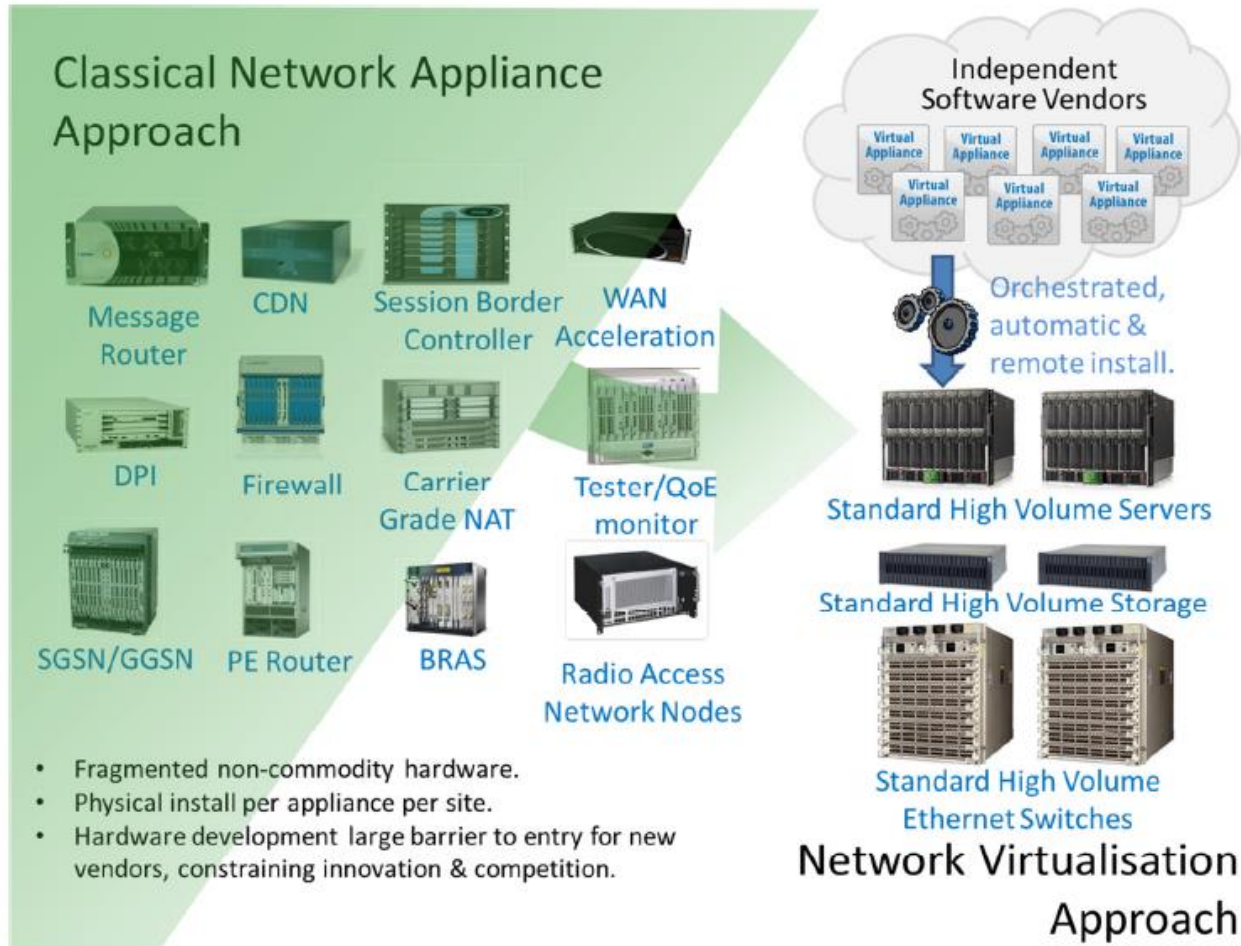 Classical Network Appliance
Approach
Message
Router
CDN
Session Border
Controller
WAN
Acceleration
DPI
Firewall
Carrier
Grade NAT
Tester/QoE
monitor
SGSN/GGSN
PE Router
BRAS
Radio Access
Network Nodes
• Fragmented non-commodity hardware.
• Physical install per appliance per site.
• Hardware development large barrier to entry for new
vendors, constraining innovation & competition.
Independent
Software Vendors
Virtual
Appliance
Virtual
Appliance
Virtual
Appliance
Virtual
Appliance
Virtual
Appliance
Virtual
Appliance
Virtual
Appliance
Orchestrated,
automatic &
remote install.
Standard High Volume Servers
Standard High Volume Storage
Standard High Volume
Ethernet Switches
Network Virtualisation
Approach